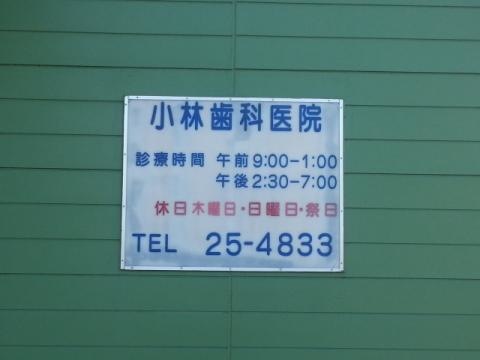 小林歯科医院
診療時間 午前 9:00-1:00
午後 2:30-7:00
休日木曜日・日曜日・祭日
TEL 25-4833